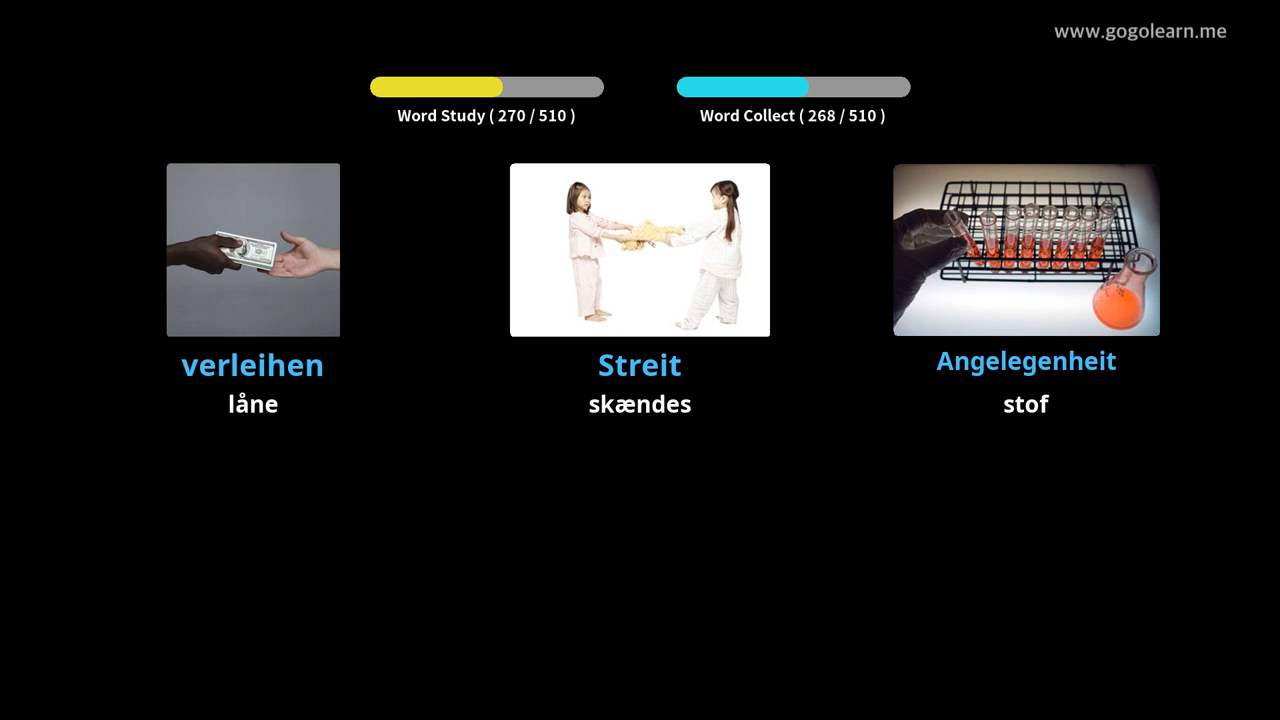 www.gogolearn.me
Word Study ( 270 / 510 )
Word Collect ( 268 / 510 )
verleihen
låne
Streit
skændes
Angelegenheit
stof